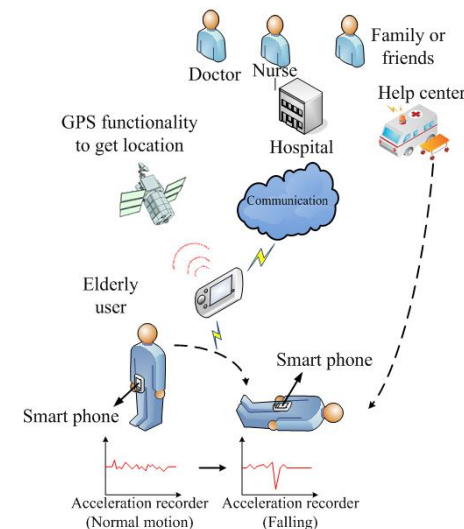 Doctor
Nurse
Family or
friends
Help center
GPS functionality
to get location
Hospital
Communication
Elderly
user
Smart phone
Smart phone
Acceleration recorder
(Normal motion)
Acceleration recorder
(Falling)